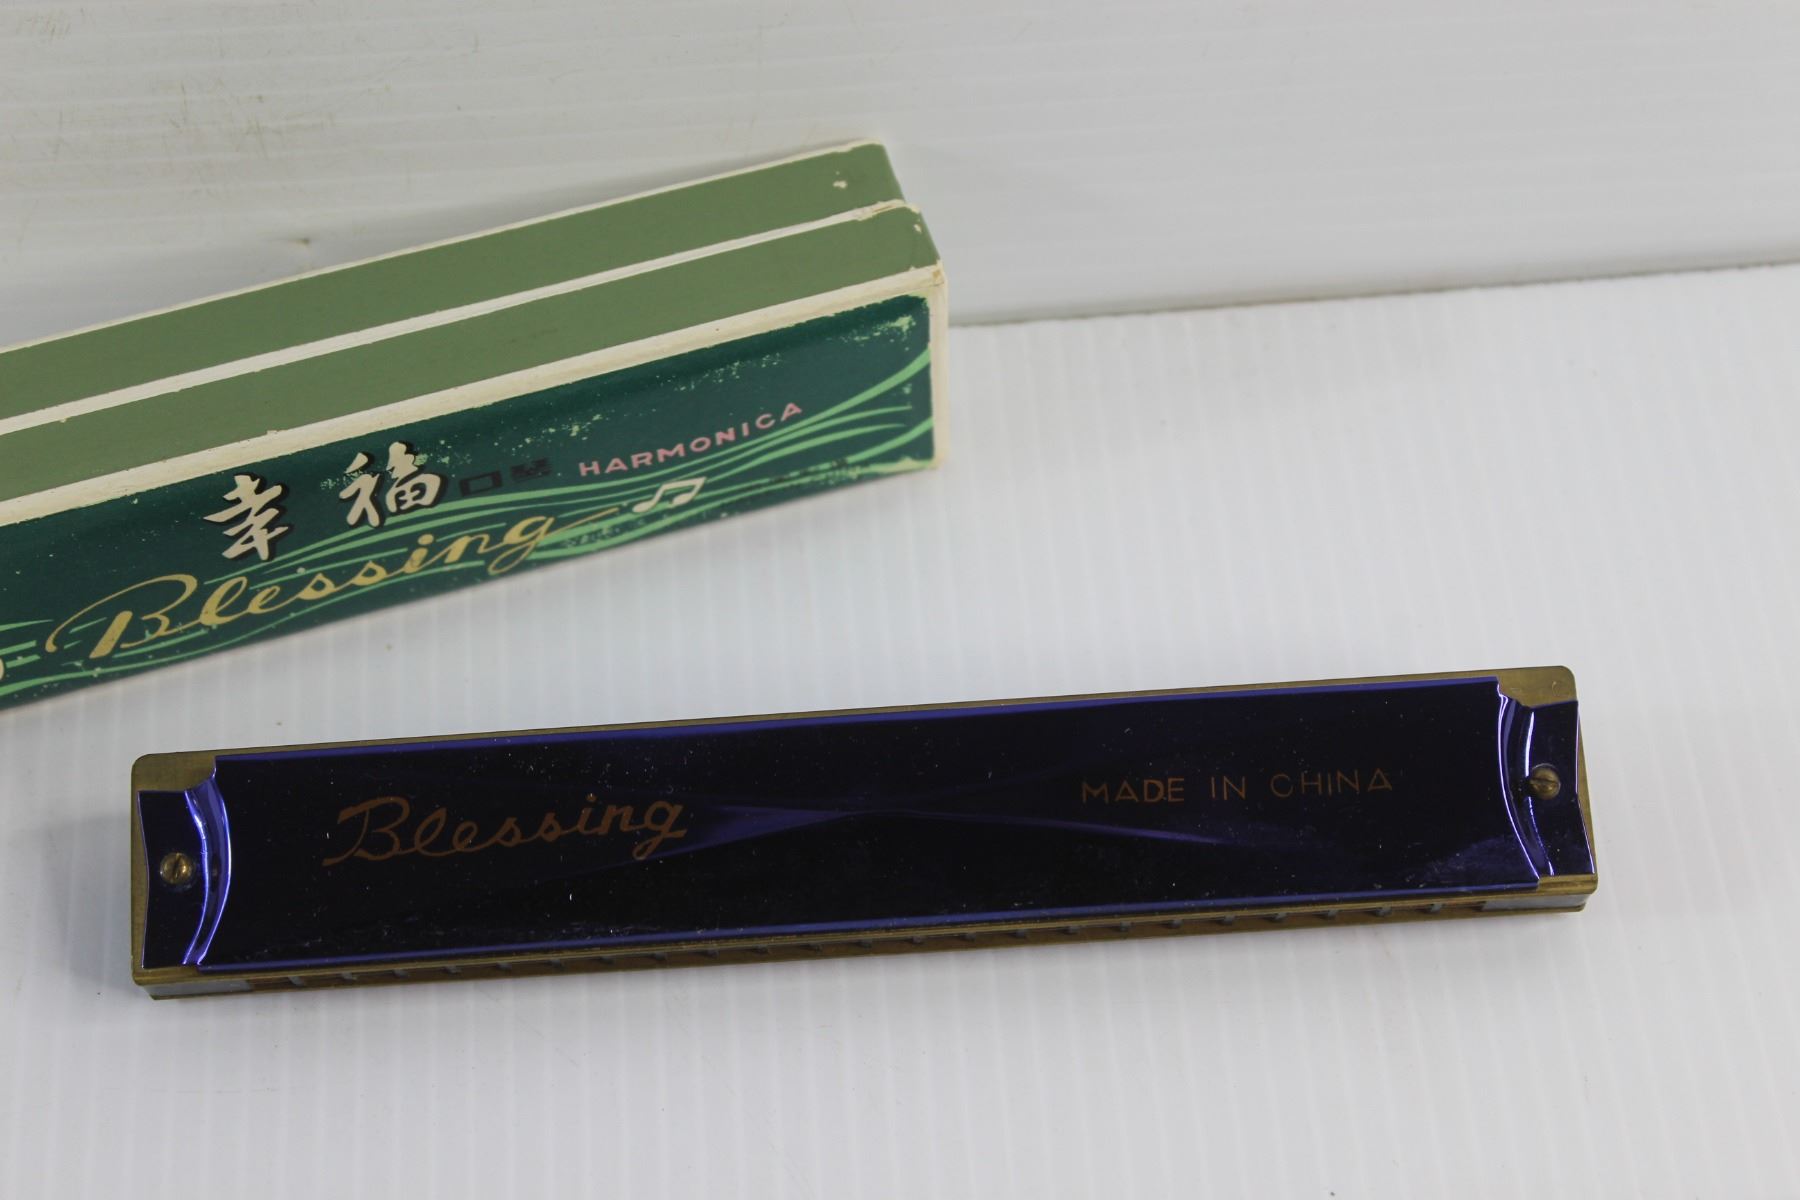 幸福口琴 HARMONICA
Blessing
Blessing MADE IN CHINA